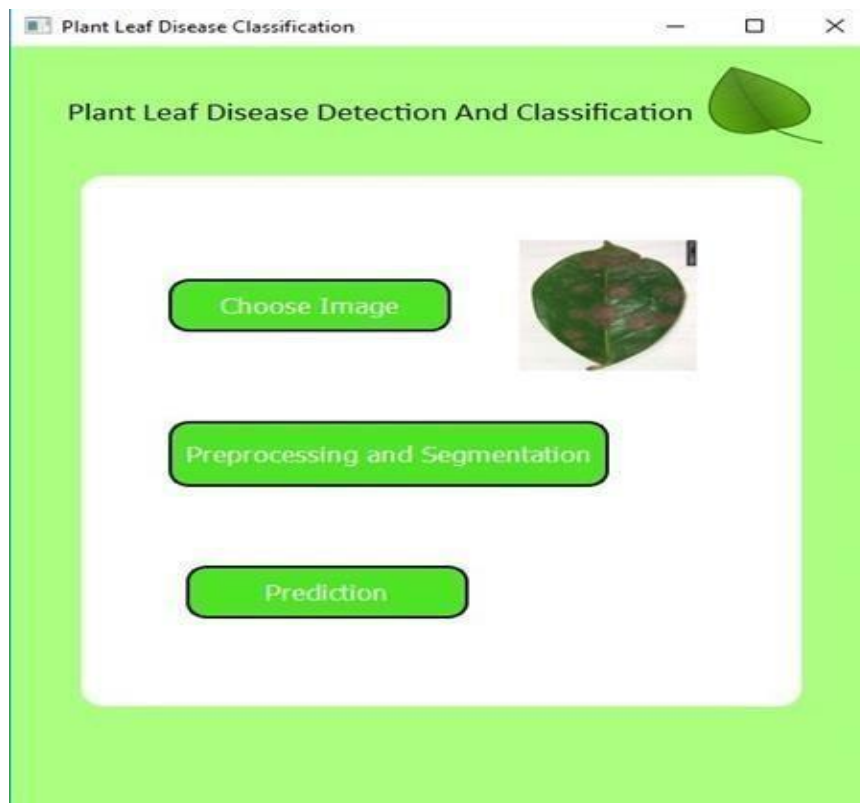 Plant Leaf Disease Classification
Plant Leaf Disease Detection And Classification
Choose Image
Preprocessing and Segmentation
Prediction